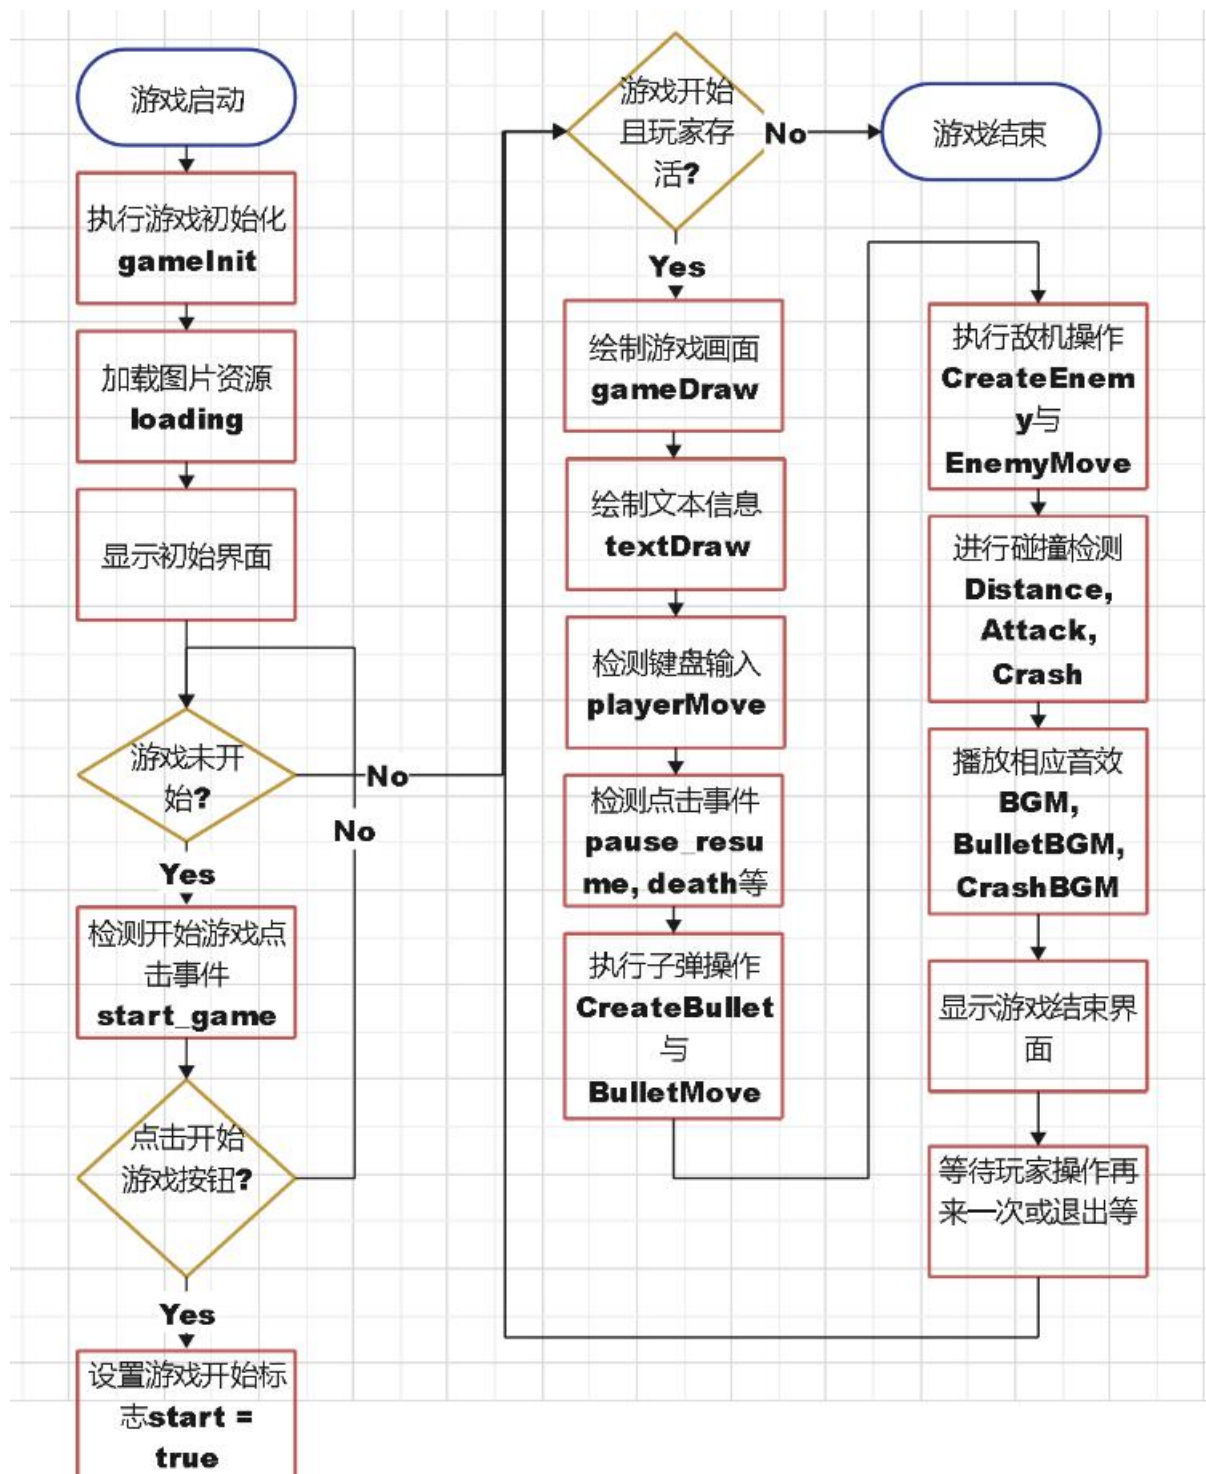 游戏启动
执行游戏初始化
gameInit
加载图片资源
loading
显示初始界面
游戏未开
始?
No
No
Yes
检测开始游戏点
击事件
start_game
点击开始
游戏按钮?
Yes
设置游戏开始标
志start =
true
游戏开始
且玩家存
活?
No
游戏结束
Yes
绘制游戏画面
gameDraw
绘制文本信息
textDraw
检测键盘输入
playerMove
检测点击事件
pause_resu
me, death等
执行子弹操作
CreateBullet
与
BulletMove
执行敌机操作
CreateEnem
y与
EnemyMove
进行碰撞检测
Distance,
Attack,
Crash
播放相应音效
BGM,
BulletBGM,
CrashBGM
显示游戏结束界
面
等待玩家操作再
来一次或退出等